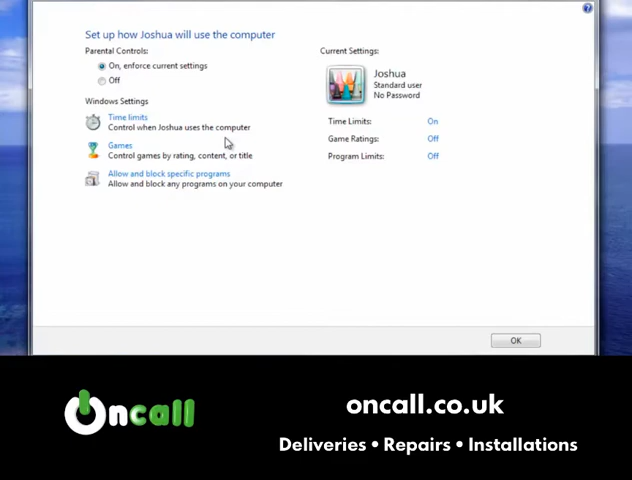 Set up how Joshua will use the computer
Parental Controls:
On, enforce current settings
Off
Windows Settings
Time limits
Control when Joshua uses the computer
Games
Control games by rating, content, or title
Allow and block specific programs
Allow and block any programs on your computer
Current Settings:
Joshua
Standard user
No Password
Time Limits: On
Game Ratings: Off
Program Limits: Off
OK
Oncall
oncall.co.uk
Deliveries • Repairs • Installations